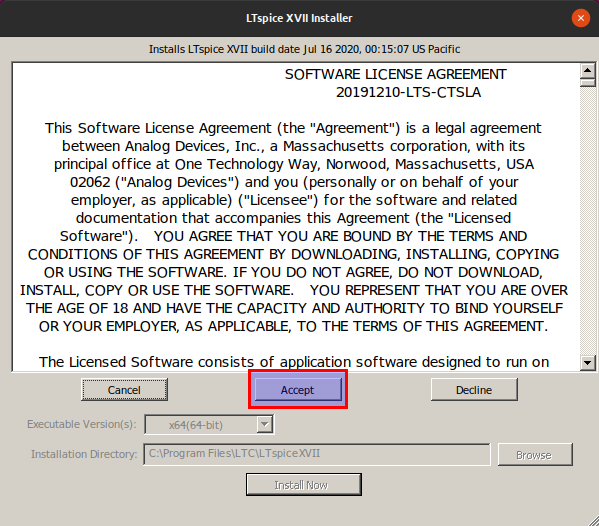 LTspice XVII Installer
Installs LTspice XVII build date Jul 16 2020, 00:15:07 US Pacific
SOFTWARE LICENSE AGREEMENT
20191210-LTS-CTSLA
This Software License Agreement (the "Agreement") is a legal agreement
between Analog Devices, Inc., a Massachusetts corporation, with its
principal office at One Technology Way, Norwood, Massachusetts, USA
02062 ("Analog Devices") and you (personally or on behalf of your
employer, as applicable) ("Licensee") for the software and related
documentation that accompanies this Agreement (the "Licensed
Software").   YOU AGREE THAT YOU ARE BOUND BY THE TERMS AND
CONDITIONS OF THIS AGREEMENT BY DOWNLOADING, INSTALLING, COPYING
OR USING THE SOFTWARE. IF YOU DO NOT AGREE, DO NOT DOWNLOAD,
INSTALL, COPY OR USE THE SOFTWARE.   YOU REPRESENT THAT YOU ARE OVER
THE AGE OF 18 AND HAVE THE CAPACITY AND AUTHORITY TO BIND YOURSELF
OR YOUR EMPLOYER, AS APPLICABLE, TO THE TERMS OF THIS AGREEMENT.
The Licensed Software consists of application software designed to run on
Cancel Accept Decline
Executable Version(s): x64(64-bit)
Installation Directory: C:\Program Files\LTC\LTspiceXVII Browse
Install Now